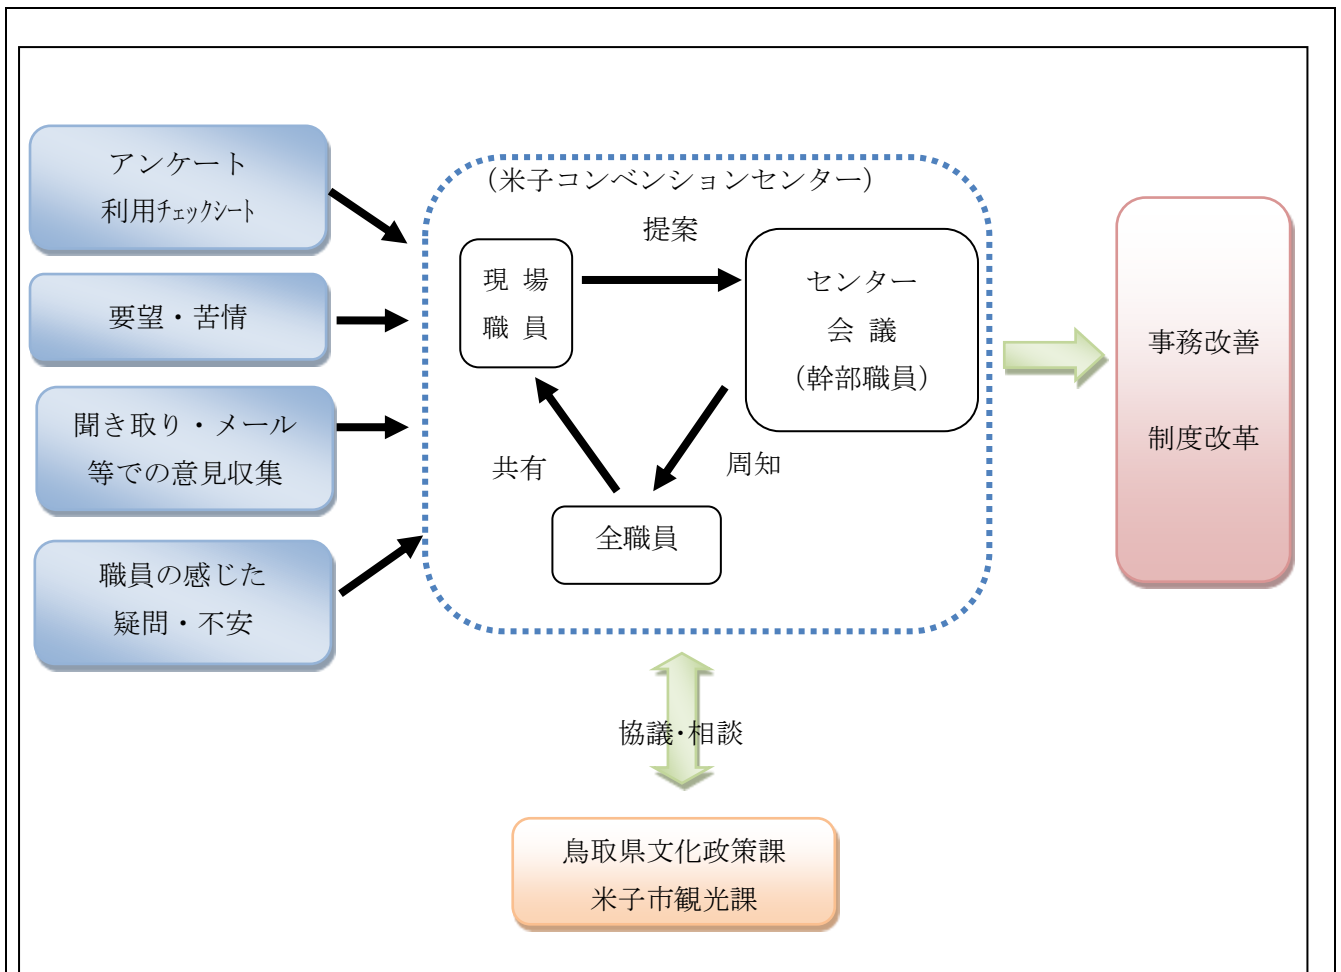 アンケート
利用ﾁｪｯｸｼｰﾄ
要望・苦情
聞き取り・メール
等での意見収集
職員の感じた
疑問・不安
（米子コンベンションセンター）
提案
現 場
職 員
センター
会 議
（幹部職員）
共有
周知
全職員
事務改善
制度改革
協議･相談
鳥取県文化政策課
米子市観光課